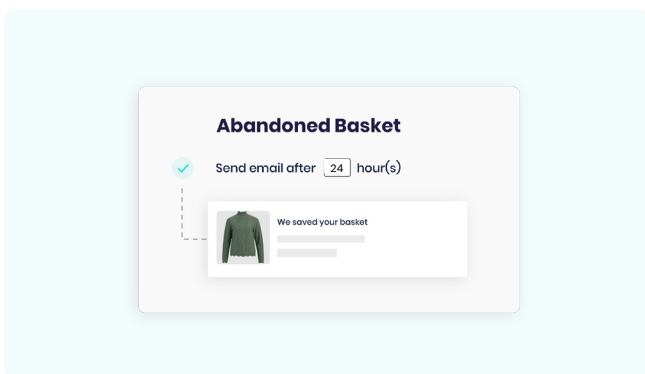 Abandoned Basket
Send email after 24 hour(s)
We saved your basket